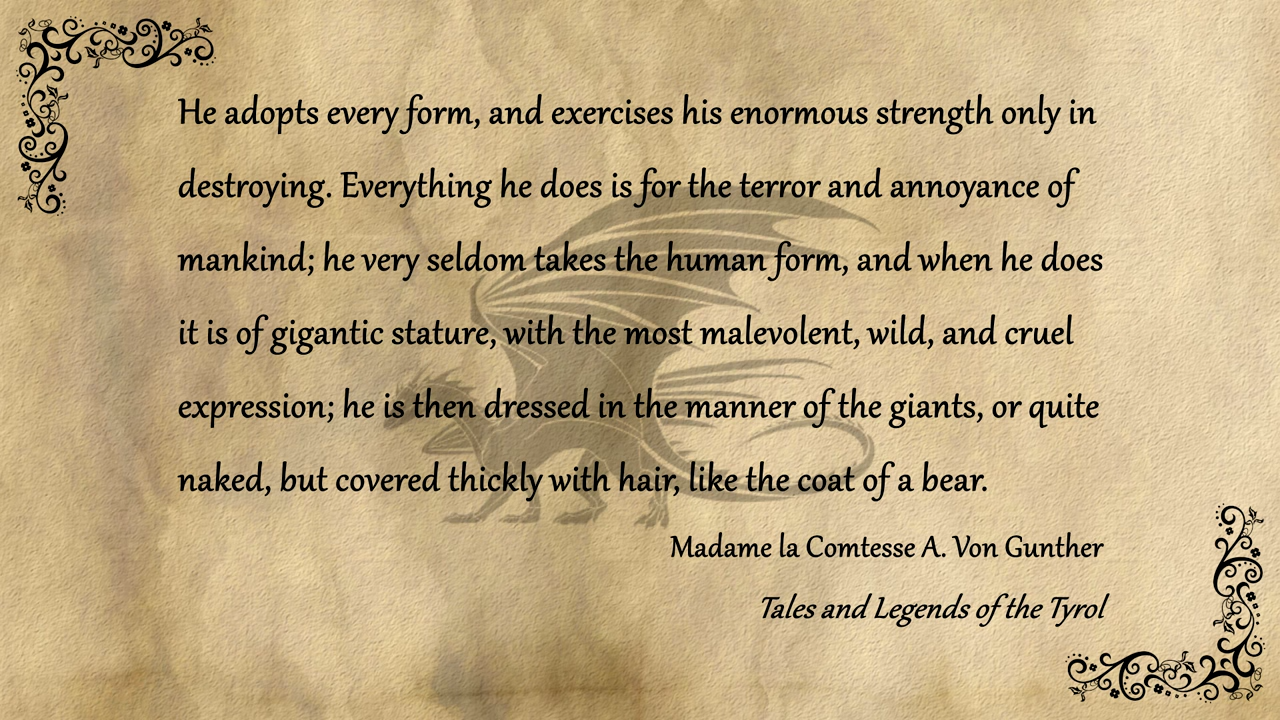 He adopts every form, and exercises his enormous strength only in
destroying. Everything he does is for the terror and annoyance of
mankind; he very seldom takes the human form, and when he does
it is of gigantic stature, with the most malevolent, wild, and cruel
expression; he is then dressed in the manner of the giants, or quite
naked, but covered thickly with hair, like the coat of a bear.
Madame la Comtesse A. Von Gunther
Tales and Legends of the Tyrol